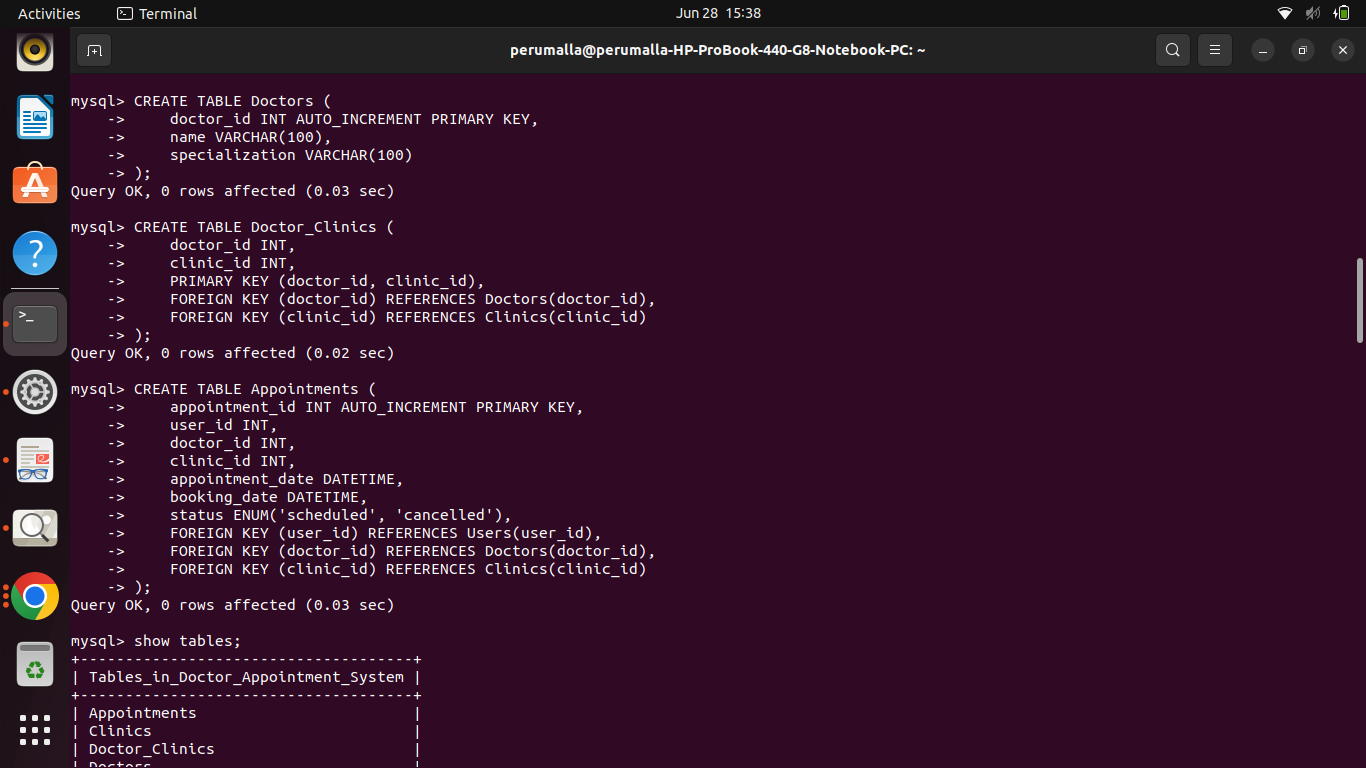 Activities
Terminal
Jun 28 15:38
perumalla@perumalla-HP-ProBook-440-G8-Notebook-PC: ~
mysql> CREATE TABLE Doctors (
    ->     doctor_id INT AUTO_INCREMENT PRIMARY KEY,
    ->     name VARCHAR(100),
    ->     specialization VARCHAR(100)
    -> );
Query OK, 0 rows affected (0.03 sec)
mysql> CREATE TABLE Doctor_Clinics (
    ->     doctor_id INT,
    ->     clinic_id INT,
    ->     PRIMARY KEY (doctor_id, clinic_id),
    ->     FOREIGN KEY (doctor_id) REFERENCES Doctors(doctor_id),
    ->     FOREIGN KEY (clinic_id) REFERENCES Clinics(clinic_id)
    -> );
Query OK, 0 rows affected (0.02 sec)
mysql> CREATE TABLE Appointments (
    ->     appointment_id INT AUTO_INCREMENT PRIMARY KEY,
    ->     user_id INT,
    ->     doctor_id INT,
    ->     clinic_id INT,
    ->     appointment_date DATETIME,
    ->     booking_date DATETIME,
    ->     status ENUM('scheduled', 'cancelled'),
    ->     FOREIGN KEY (user_id) REFERENCES Users(user_id),
    ->     FOREIGN KEY (doctor_id) REFERENCES Doctors(doctor_id),
    ->     FOREIGN KEY (clinic_id) REFERENCES Clinics(clinic_id)
    -> );
Query OK, 0 rows affected (0.03 sec)
mysql> show tables;
+-------------------------------------+
| Tables_in_Doctor_Appointment_System |
+-------------------------------------+
| Appointments                        |
| Clinics                             |
| Doctor_Clinics                      |
| Doctors                             |